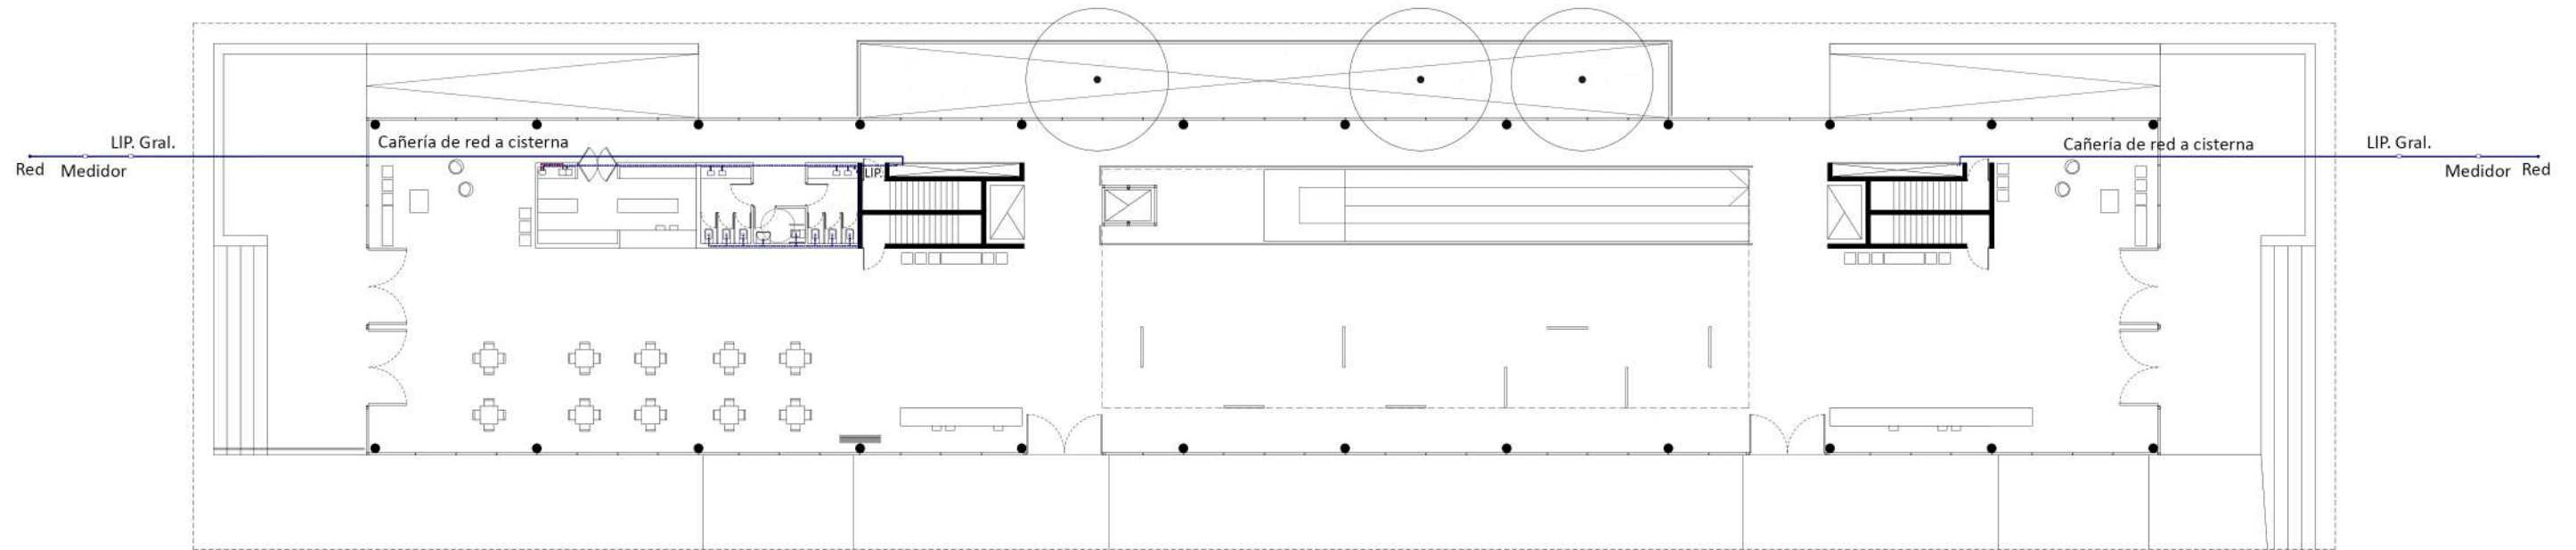 LIP. Gral.
Cañería de red a cisterna
Red
Medidor
LIP.
Cañería de red a cisterna
LIP. Gral.
Medidor
Red